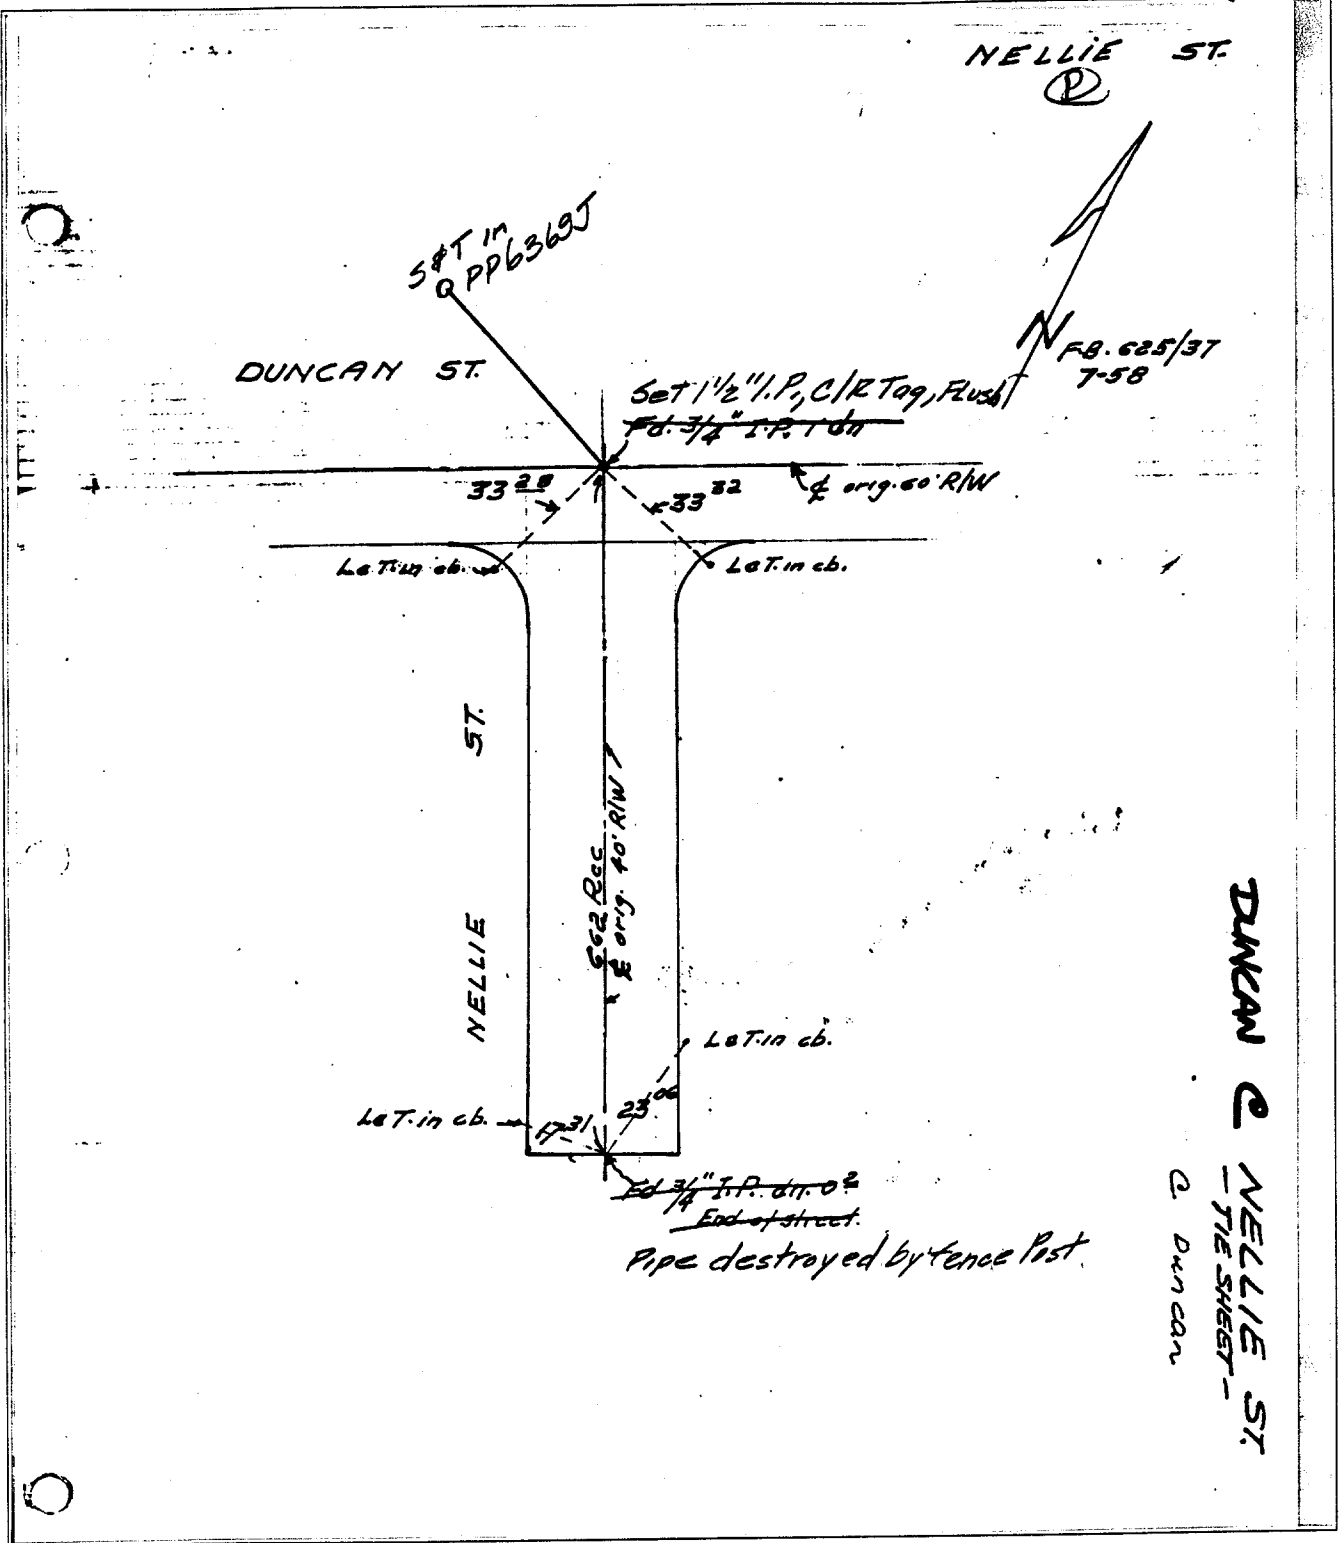 NELLIE ST.
P
S&T in
PP6369J
DUNCAN ST.
N
F.B. 625/37
7-58
Set 1½" I.P., C/R Tag, Flush
Fd. 3/4" I.P. 1' dn
33 28
33 32
℄ orig. 60' R/W
L&T. in cb.
L&T. in cb.
NELLIE ST.
662 Rec
℄ orig. 40' R/W
L&T. in cb.
L&T. in cb.
17 31
23 06
Fd 3/4" I.P. dn. 0 2
End of street.
Pipe destroyed by fence Post
DUNCAN @ NELLIE ST.
- TIE SHEET -
@ Duncan